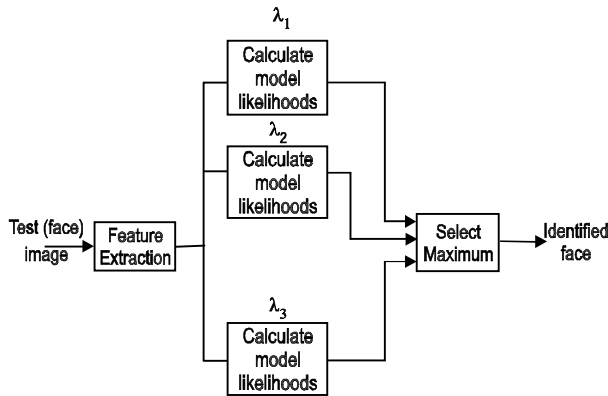 λ1
Calculate
model
likelihoods
λ2
Calculate
model
likelihoods
Test (face)
image
Feature
Extraction
Select
Maximum
Identified
face
λ3
Calculate
model
likelihoods